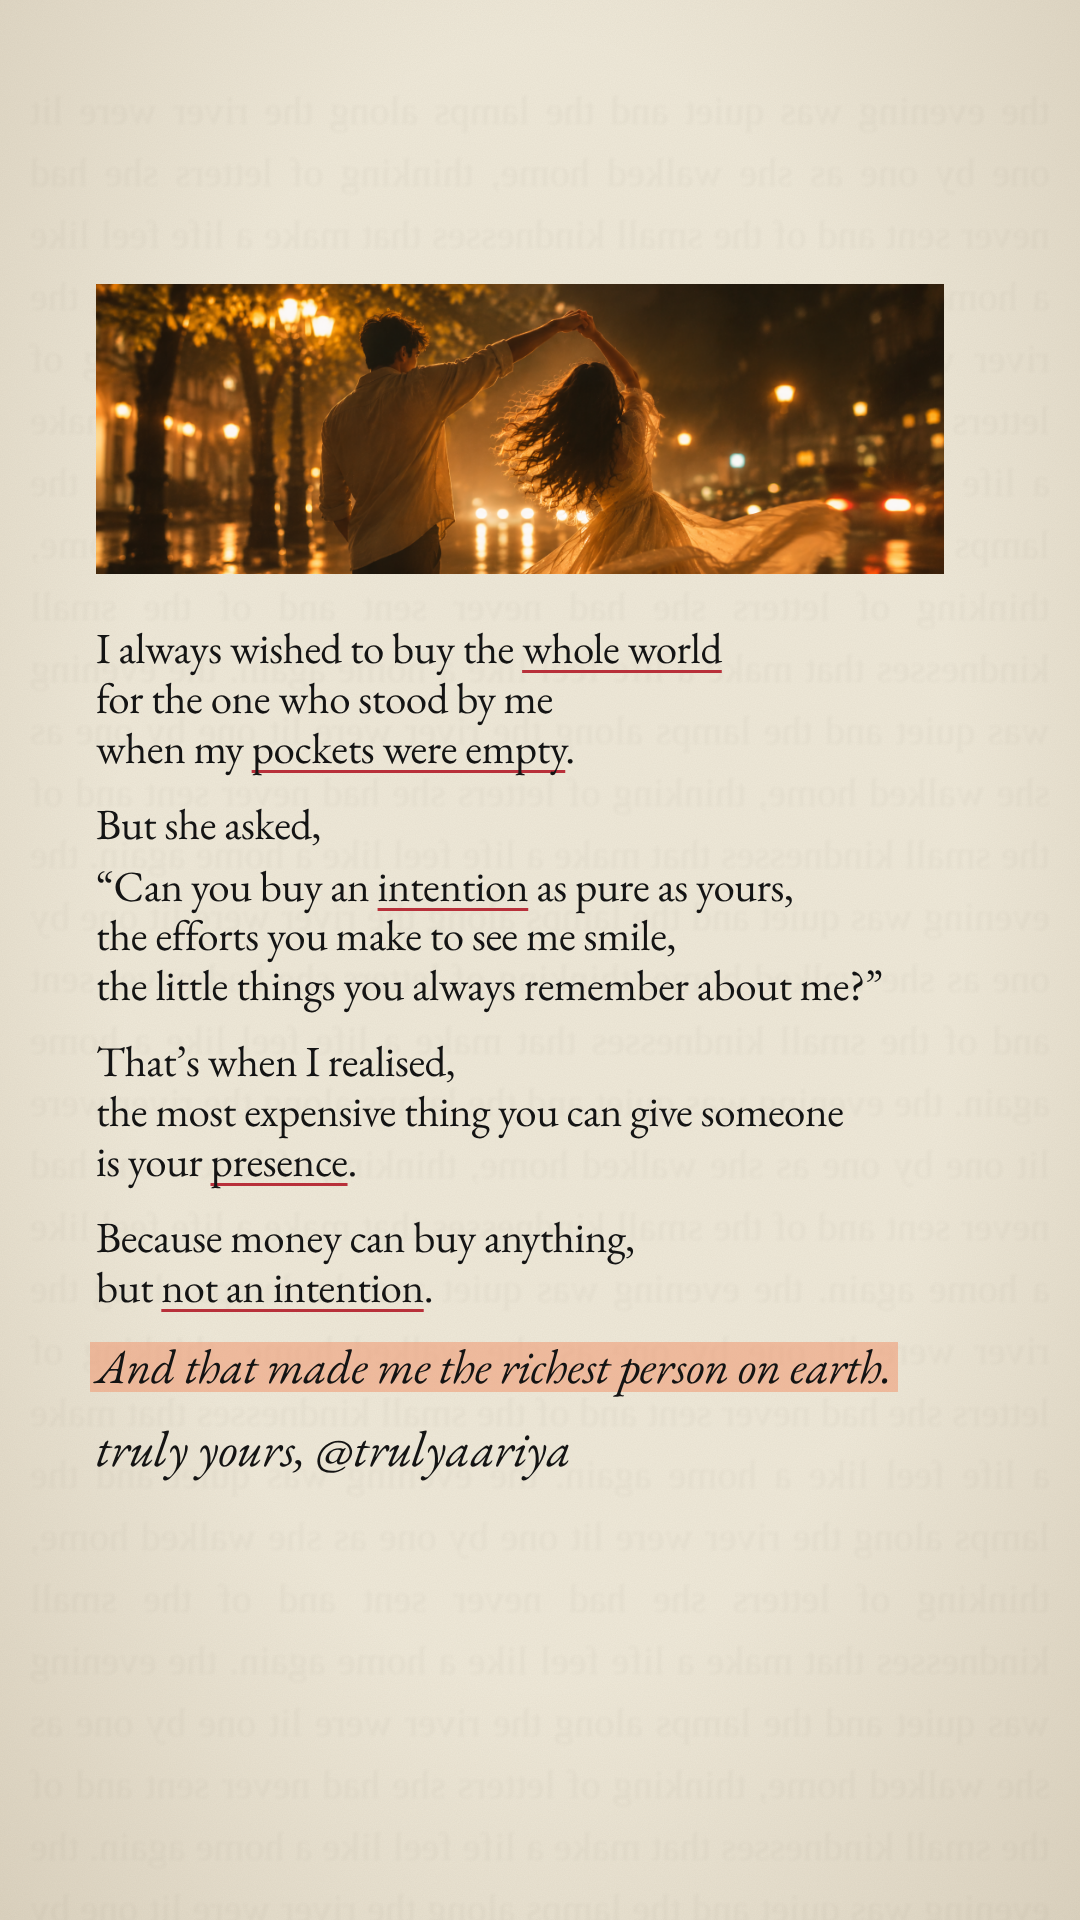 I always wished to buy the whole world
for the one who stood by me
when my pockets were empty.
But she asked,
“Can you buy an intention as pure as yours,
the efforts you make to see me smile,
the little things you always remember about me?”
That’s when I realised,
the most expensive thing you can give someone
is your presence.
Because money can buy anything,
but not an intention.
And that made me the richest person on earth.
truly yours, @trulyaariya